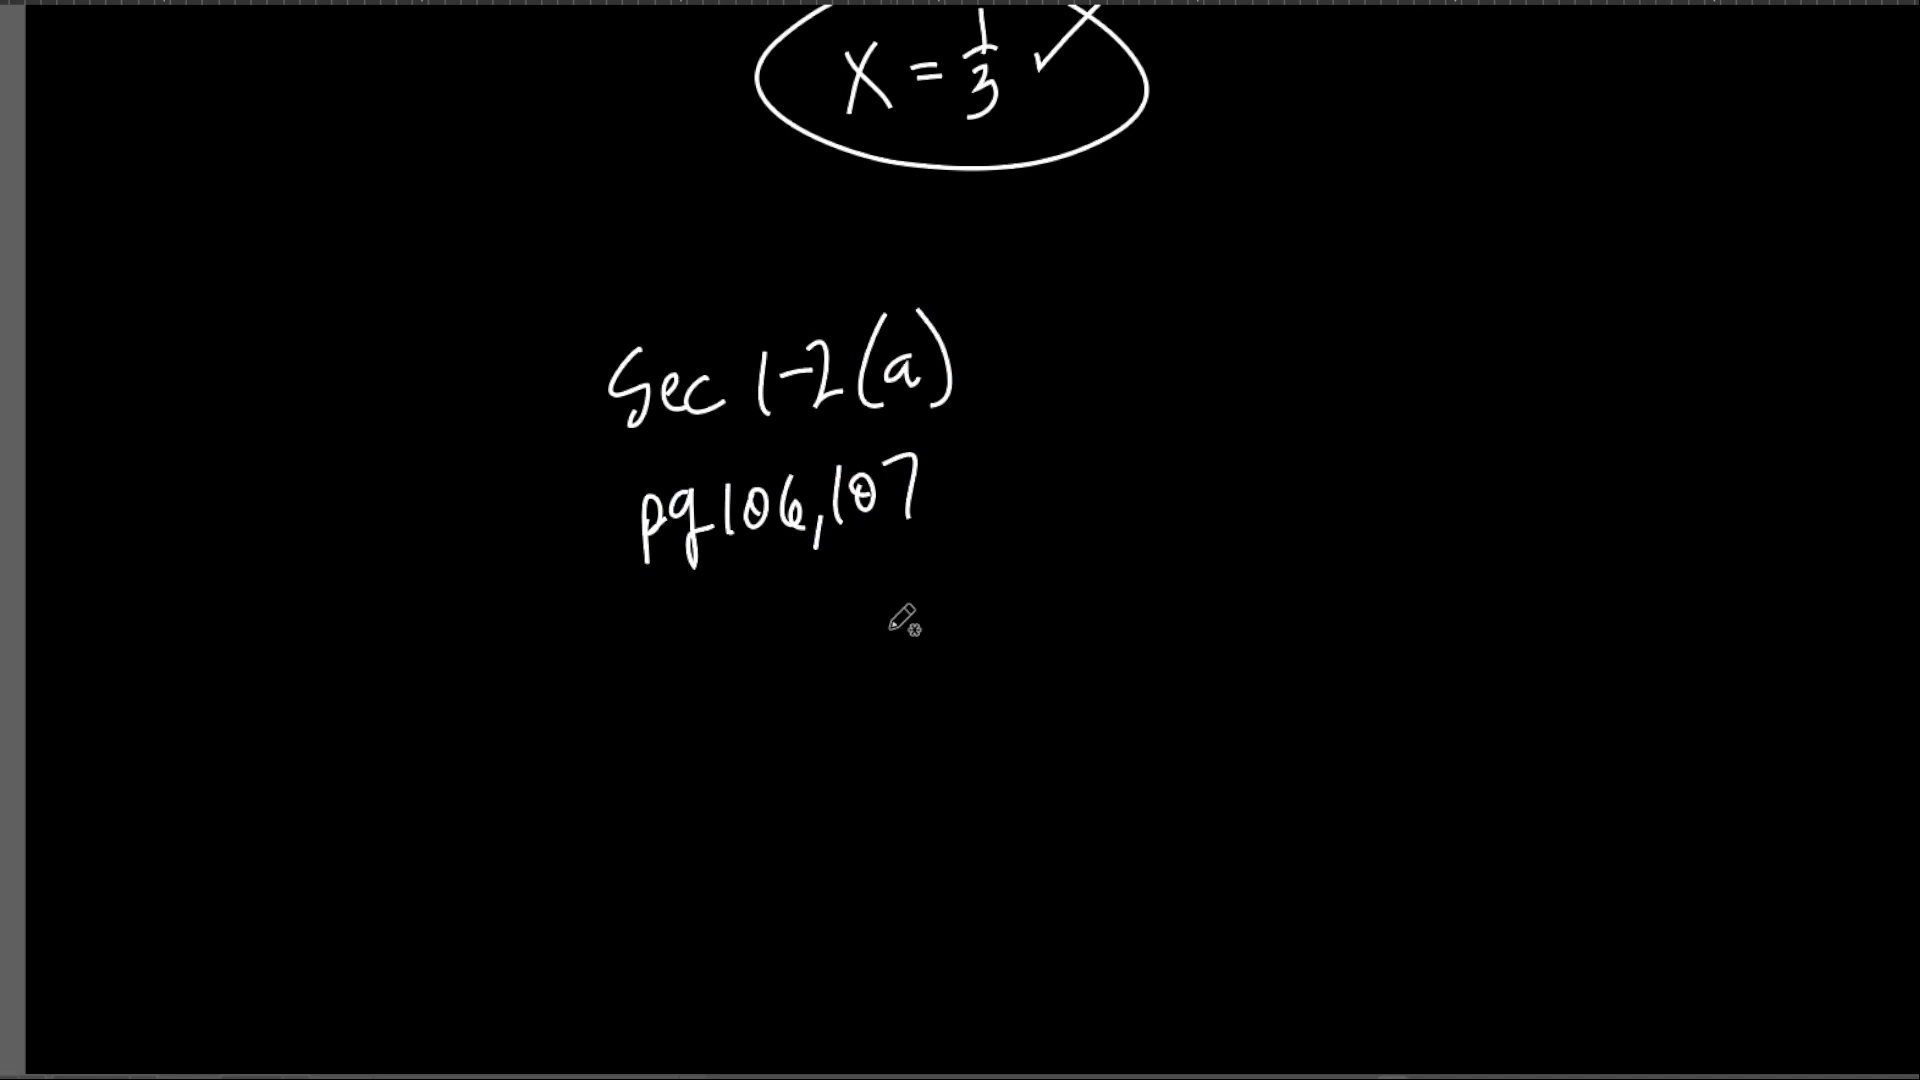 X = 1/3 ✓
Sec 1-2(a)
pg 106,107